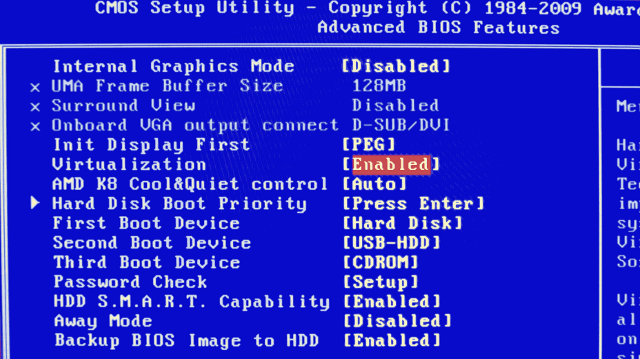 CMOS Setup Utility - Copyright (C) 1984-2009 Awar
Advanced BIOS Features
Internal Graphics Mode [Disabled]
x UMA Frame Buffer Size 128MB
x Surround View Disabled
x Onboard VGA output connect D-SUB/DVI
Init Display First [PEG]
Virtualization [Enabled]
AMD K8 Cool&Quiet control [Auto]
Hard Disk Boot Priority [Press Enter]
First Boot Device [Hard Disk]
Second Boot Device [USB-HDD]
Third Boot Device [CDROM]
Password Check [Setup]
HDD S.M.A.R.T. Capability [Enabled]
Away Mode [Disabled]
Backup BIOS Image to HDD [Enabled]
Me
Ha
Vi
Te
im
sy
Vi
So
Vi
al
on
si